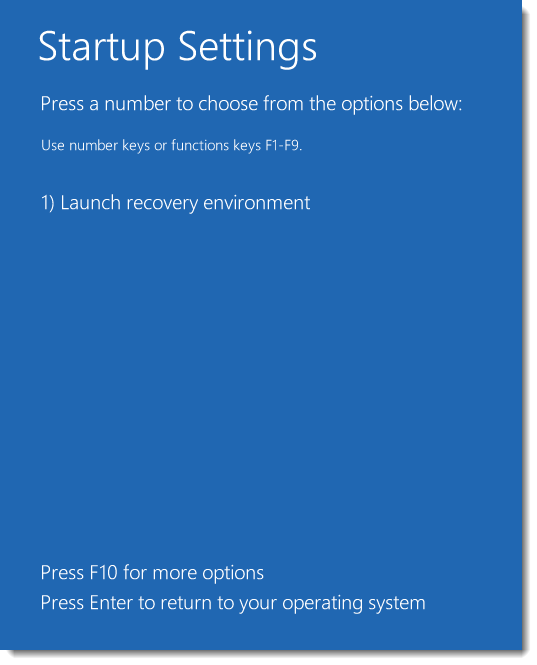 Startup Settings
Press a number to choose from the options below:
Use number keys or functions keys F1-F9.
1) Launch recovery environment
Press F10 for more options
Press Enter to return to your operating system